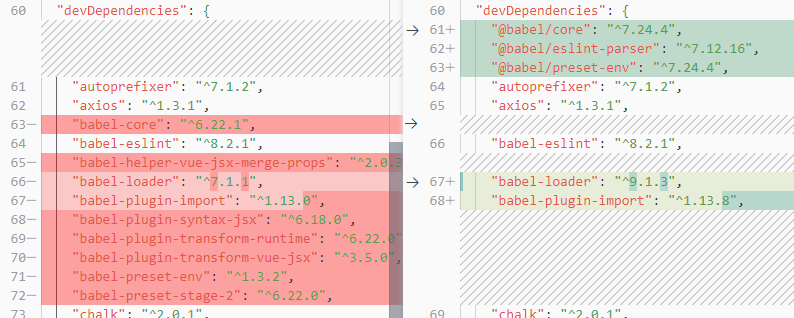 60 "devDependencies": {
61 "autoprefixer": "^7.1.2",
62 "axios": "^1.3.1",
63— "babel-core": "^6.22.1",
64 "babel-eslint": "^8.2.1",
65— "babel-helper-vue-jsx-merge-props": "^2.0.3
66— "babel-loader": "^7.1.1",
67— "babel-plugin-import": "^1.13.0",
68— "babel-plugin-syntax-jsx": "^6.18.0",
69— "babel-plugin-transform-runtime": "^6.22.0"
70— "babel-plugin-transform-vue-jsx": "^3.5.0",
71— "babel-preset-env": "^1.3.2",
72— "babel-preset-stage-2": "^6.22.0",
73 "chalk": "^2.0.1",
60 "devDependencies": {
61+ "@babel/core": "^7.24.4",
62+ "@babel/eslint-parser": "^7.12.16",
63+ "@babel/preset-env": "^7.24.4",
64 "autoprefixer": "^7.1.2",
65 "axios": "^1.3.1",
66 "babel-eslint": "^8.2.1",
67+ "babel-loader": "^9.1.3",
68+ "babel-plugin-import": "^1.13.8",
69 "chalk": "^2.0.1",